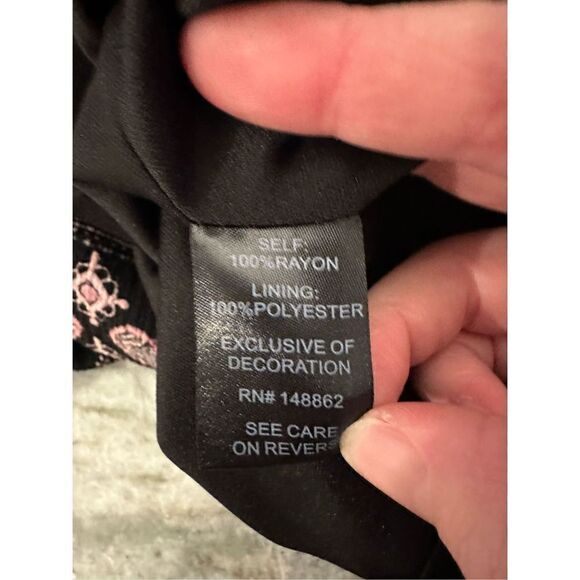 SELF:
100%RAYON
LINING:
100%POLYESTER
EXCLUSIVE OF
DECORATION
RN# 148862
SEE CARE
ON REVERS